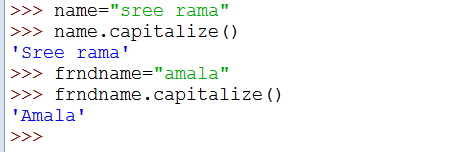 >>> name="sree rama"
>>> name.capitalize()
'Sree rama'
>>> frndname="amala"
>>> frndname.capitalize()
'Amala'
>>>